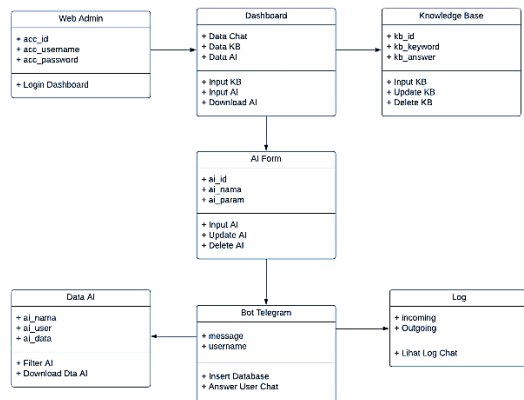 Web Admin
+ acc_id
+ acc_username
+ acc_password
+ Login Dashboard
Dashboard
+ Data Chat
+ Data KB
+ Data AI
+ Input KB
+ Input AI
+ Download AI
Knowledge Base
+ kb_id
+ kb_keyword
+ kb_answer
+ Input KB
+ Update KB
+ Delete KB
AI Form
+ ai_id
+ ai_nama
+ ai_param
+ Input AI
+ Update AI
+ Delete AI
Data AI
+ ai_nama
+ ai_user
+ ai_data
+ Filter AI
+ Download Dta AI
Bot Telegram
+ message
+ username
+ Insert Database
+ Answer User Chat
Log
+ incoming
+ Outgoing
+ Lihat Log Chat